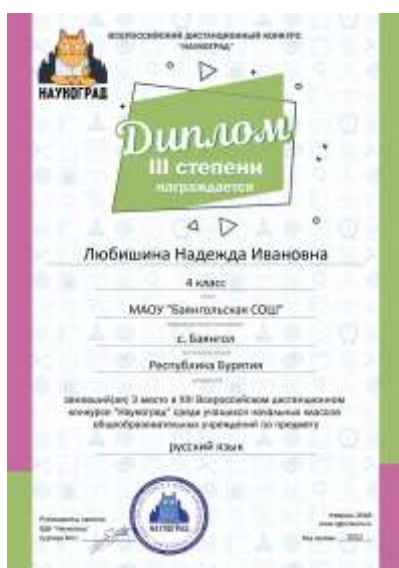 ВСЕРОССИЙСКИЙ ДИСТАНЦИОННЫЙ КОНКУРС
"НАУКОГРАД"
НАУКОГРАД
Диплом
III степени
награждается
Любишина Надежда Ивановна
4 класс
МАОУ "Баянгольская СОШ"
с. Баянгол
Республика Бурятия
занявший(ая) 3 место в XIII Всероссийском дистанционном
конкурсе "Наукоград" среди учащихся начальных классов
общеобразовательных учреждений по предмету
русский язык
НАУКОГРАД